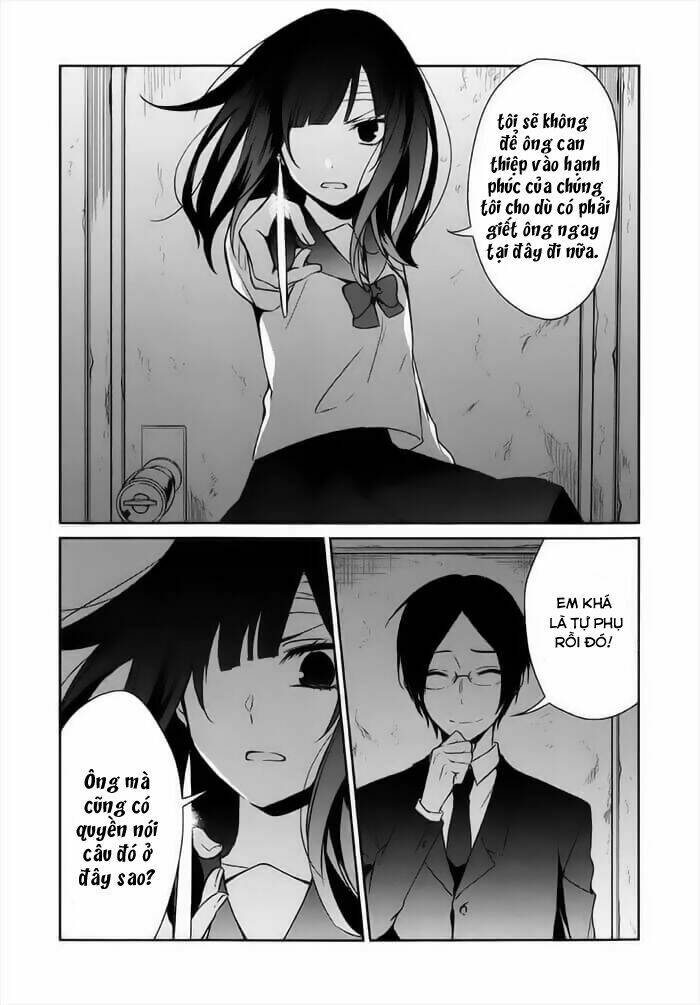 tôi sẽ không
để ông can
thiệp vào hạnh
phúc của chúng
tôi cho dù có phải
giết ông ngay
tại đây đi nữa.
EM KHÁ
LÀ TỰ PHỤ
RỒI ĐÓ!
Ông mà
cũng có
quyền nói
câu đó ở
đây sao?